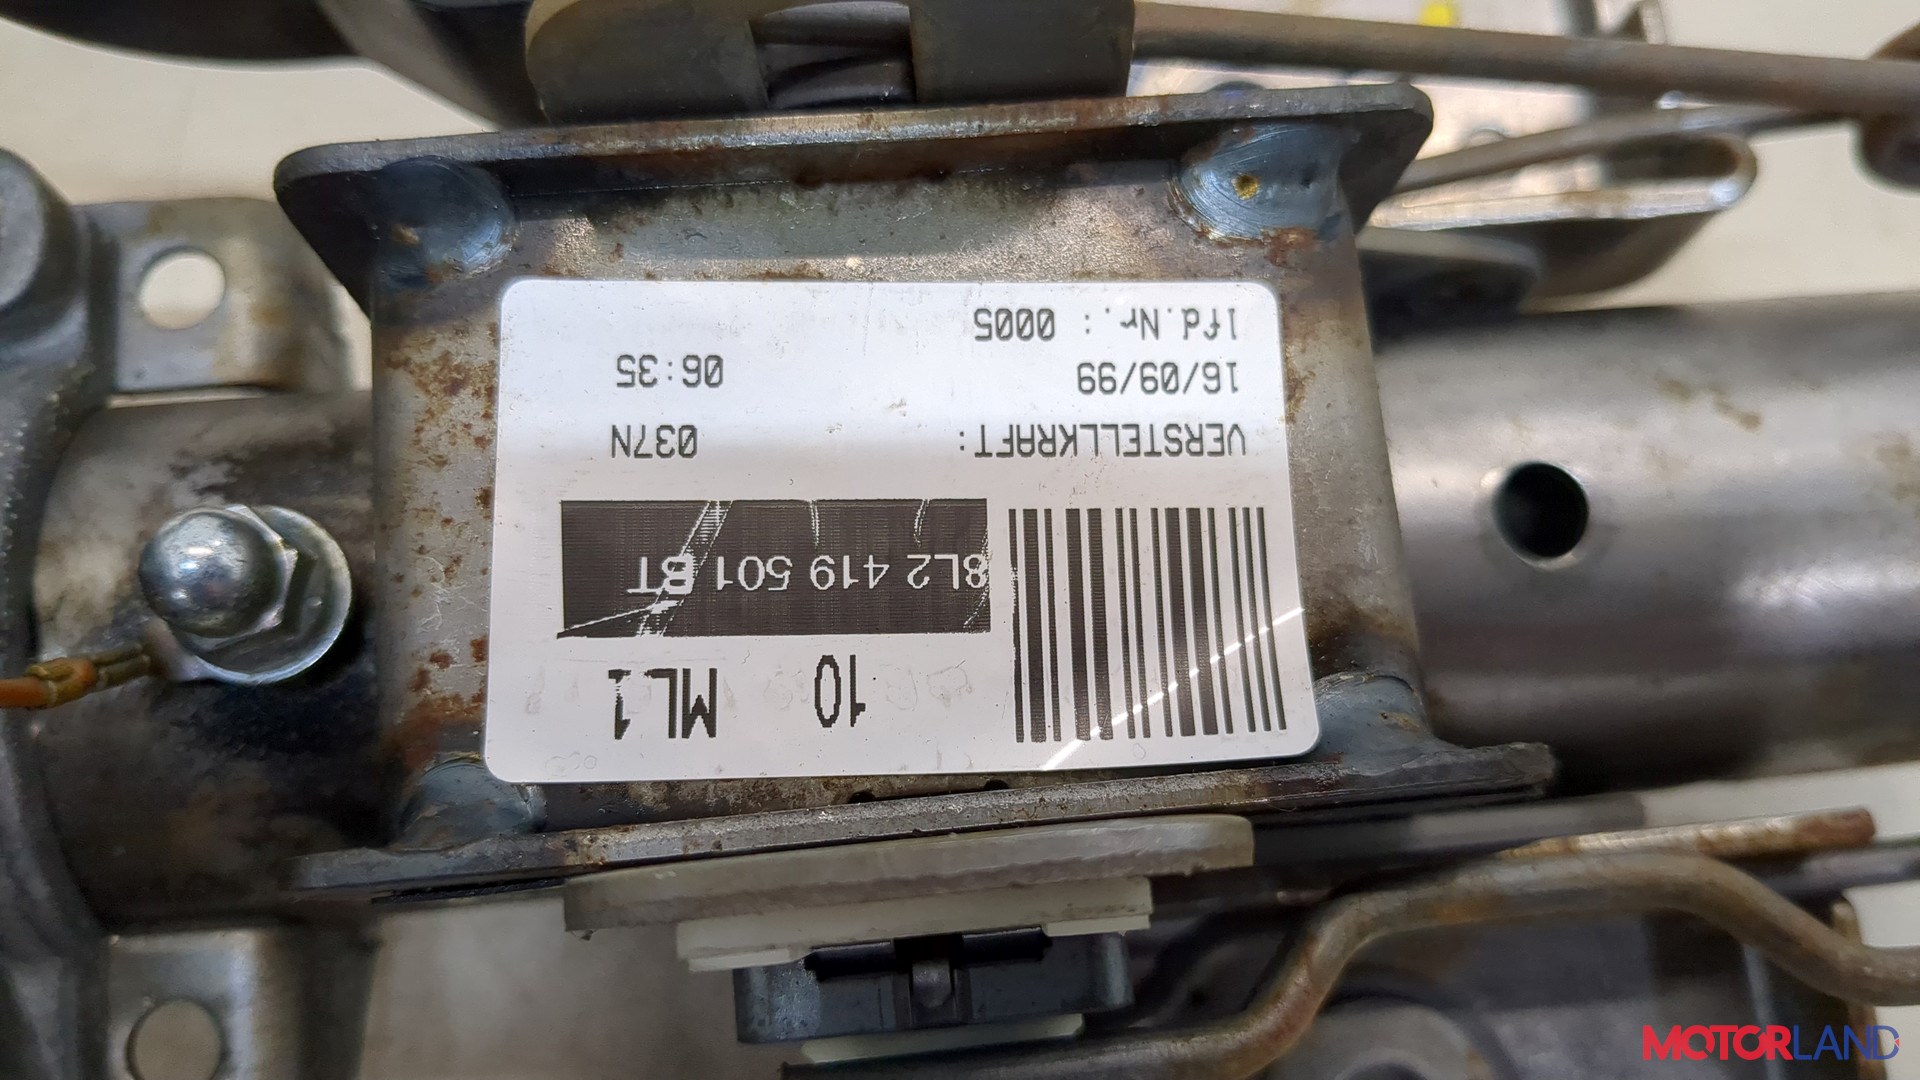 10 ML1
8L2 419 501 BT
VERSTELLKRAFT: 037N
16/09/99 06:35
lfd.Nr.: 0005
MOTORLAND